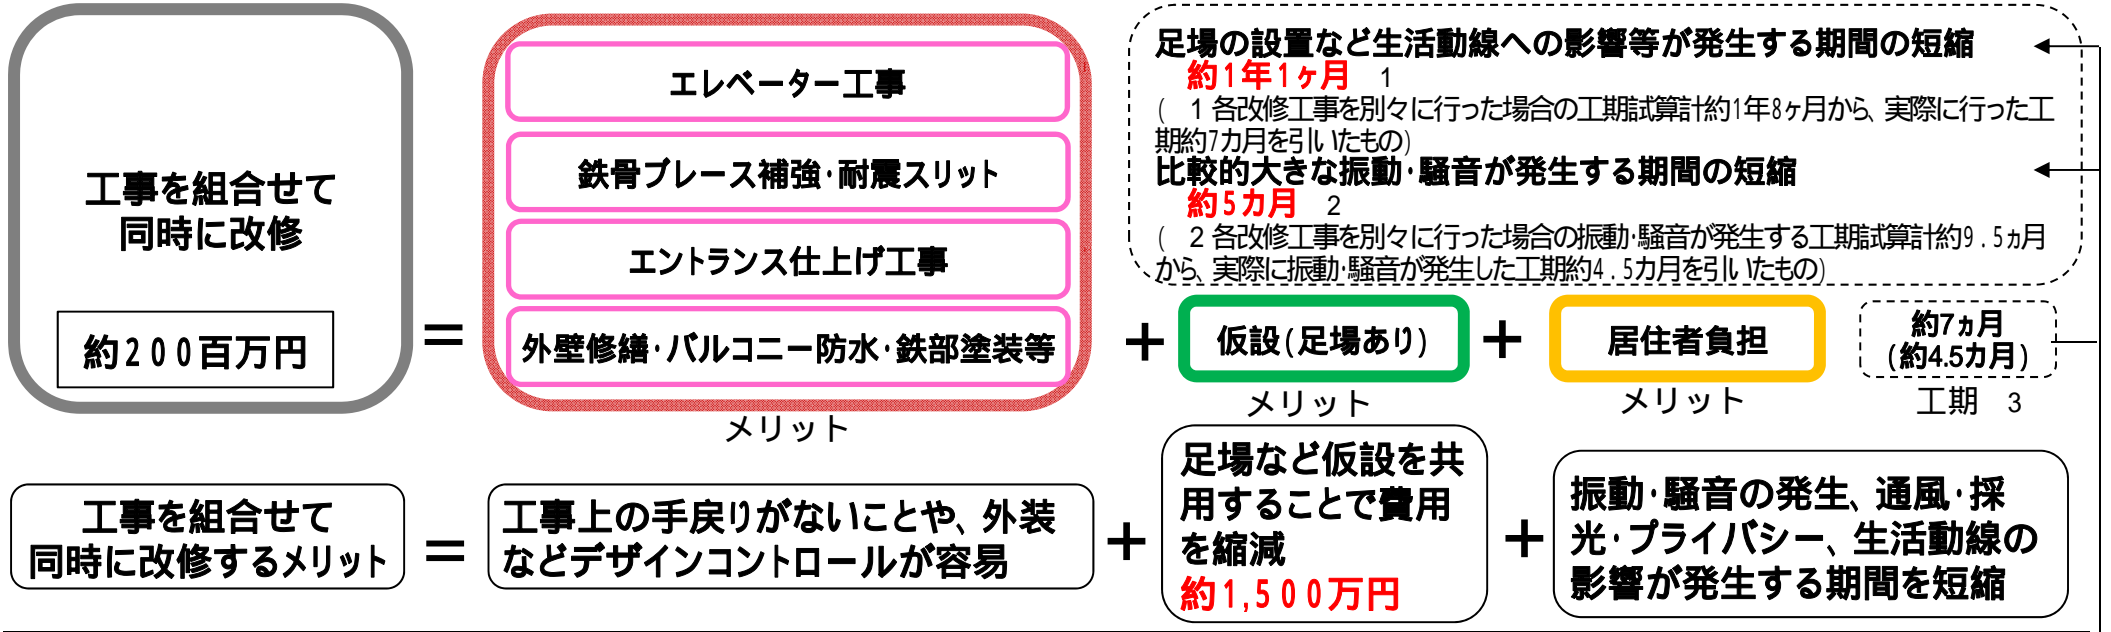 工事を組合せて
同時に改修
約200百万円
=
エレベーター工事
鉄骨ブレース補強・耐震スリット
エントランス仕上げ工事
外壁修繕・バルコニー防水・鉄部塗装等
メリット
+
仮設(足場あり)
メリット
+
居住者負担
メリット
約7ヵ月
(約4.5カ月)
工期 3
足場の設置など生活動線への影響等が発生する期間の短縮
約1年1ヶ月 1
( 1 各改修工事を別々に行った場合の工期試算計約1年8ヶ月から、実際に行った工
期約7カ月を引いたもの)
比較的大きな振動・騒音が発生する期間の短縮
約5カ月 2
( 2 各改修工事を別々に行った場合の振動・騒音が発生する工期試算計約9.5ヵ月
から、実際に振動・騒音が発生した工期約4.5カ月を引いたもの)
工事を組合せて
同時に改修するメリット
=
工事上の手戻りがないことや、外装
などデザインコントロールが容易
+
足場など仮設を共
用することで費用
を縮減
約1,500万円
+
振動・騒音の発生、通風・採
光・プライバシー、生活動線の
影響が発生する期間を短縮